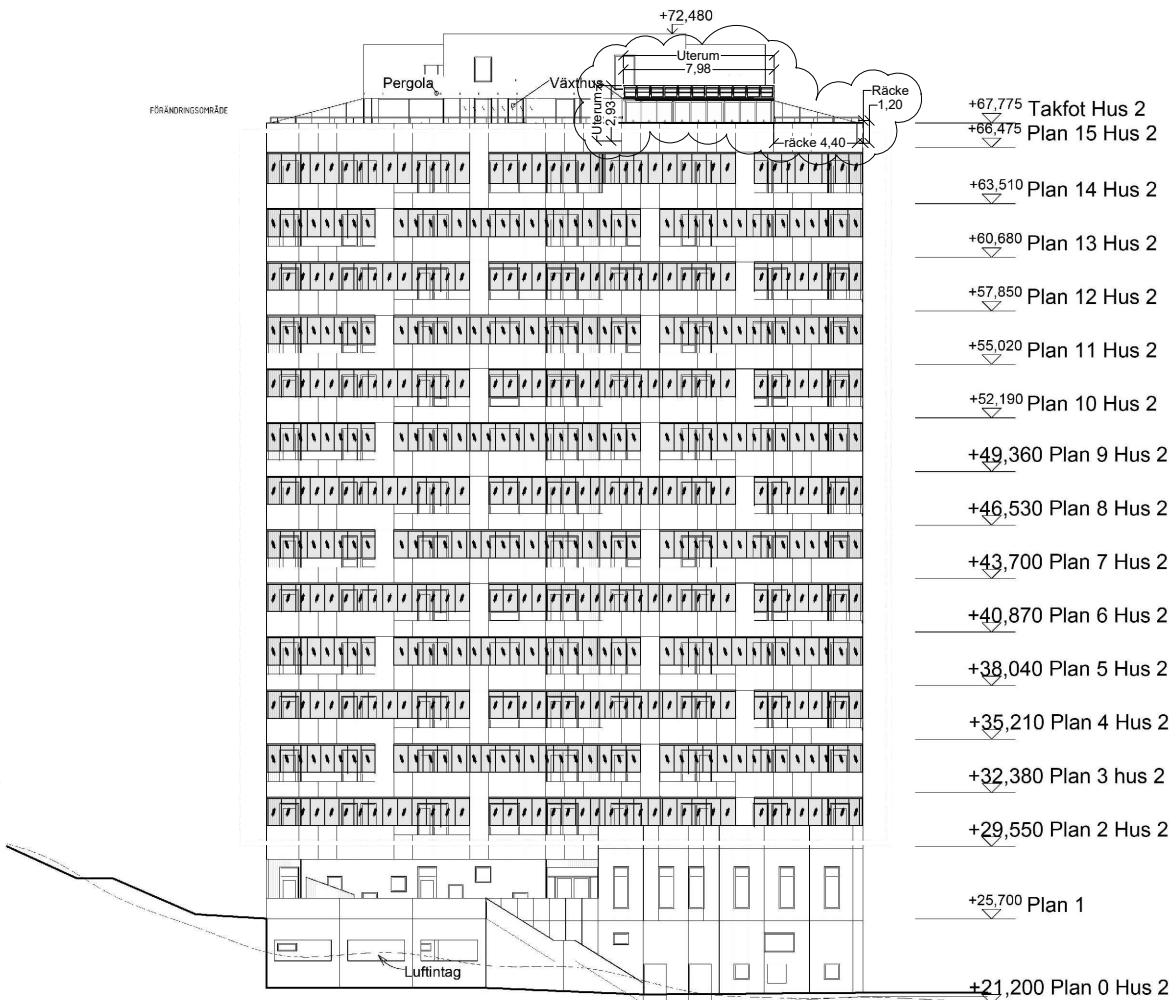 +72,480
Uterum
7,98
Pergola
Växthus
Räcke
1,20
FÖRÄNDRINGSOMRÅDE
Uterum
2,93
+67,775 Takfot Hus 2
+66,475 Plan 15 Hus 2
räcke 4,40
+63,510 Plan 14 Hus 2
+60,680 Plan 13 Hus 2
+57,850 Plan 12 Hus 2
+55,020 Plan 11 Hus 2
+52,190 Plan 10 Hus 2
+49,360 Plan 9 Hus 2
+46,530 Plan 8 Hus 2
+43,700 Plan 7 Hus 2
+40,870 Plan 6 Hus 2
+38,040 Plan 5 Hus 2
+35,210 Plan 4 Hus 2
+32,380 Plan 3 hus 2
+29,550 Plan 2 Hus 2
+25,700 Plan 1
Luftintag
+21,200 Plan 0 Hus 2